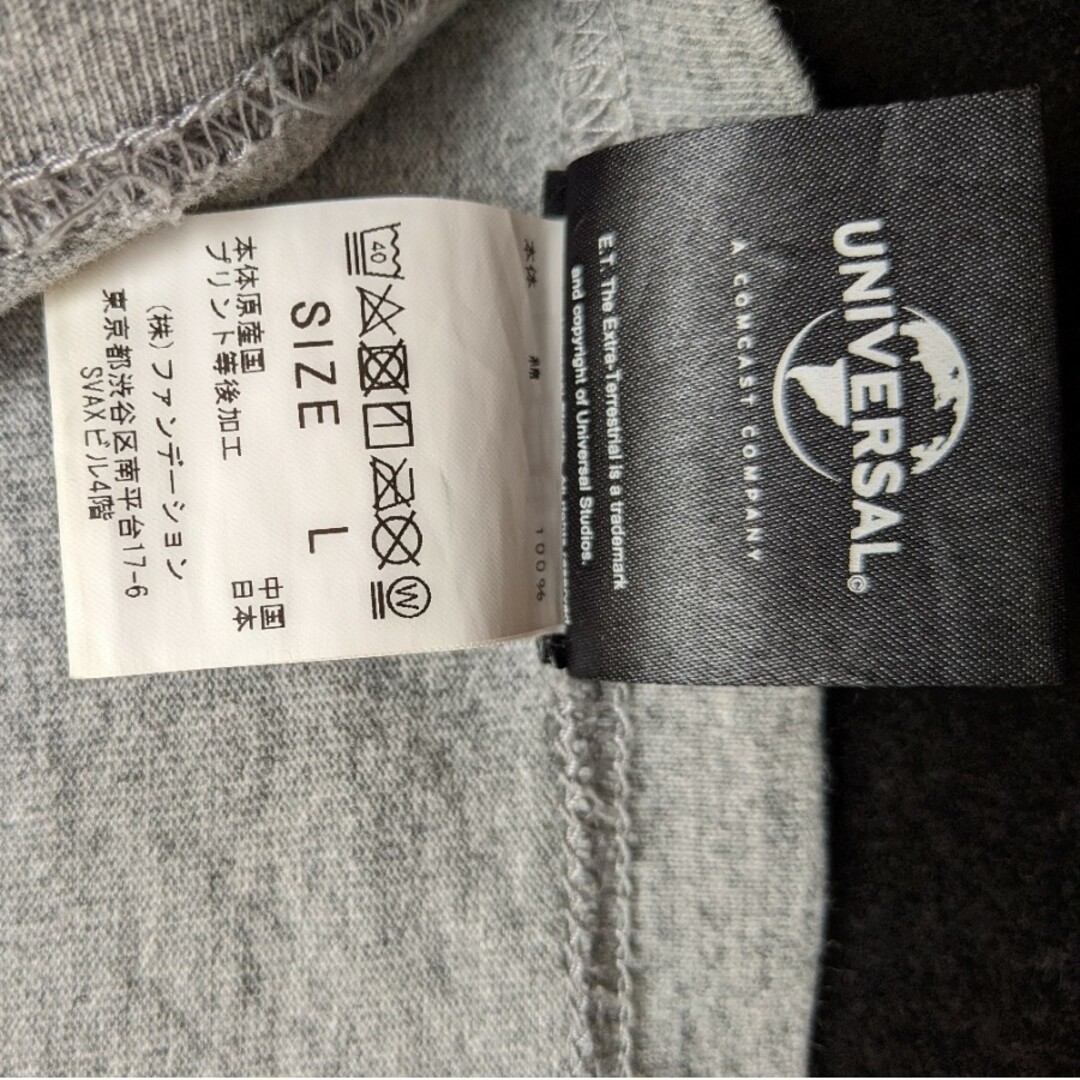 UNIVERSAL©
A COMCAST COMPANY
E.T. The Extra-Terrestrial is a trademark
and copyright of Universal Studios.
本体 綿 100%
40
W
SIZE L
本体原産国 中国
プリント等後加工 日本
(株)ファンデーション
東京都渋谷区南平台17-6
SVAXビル4階